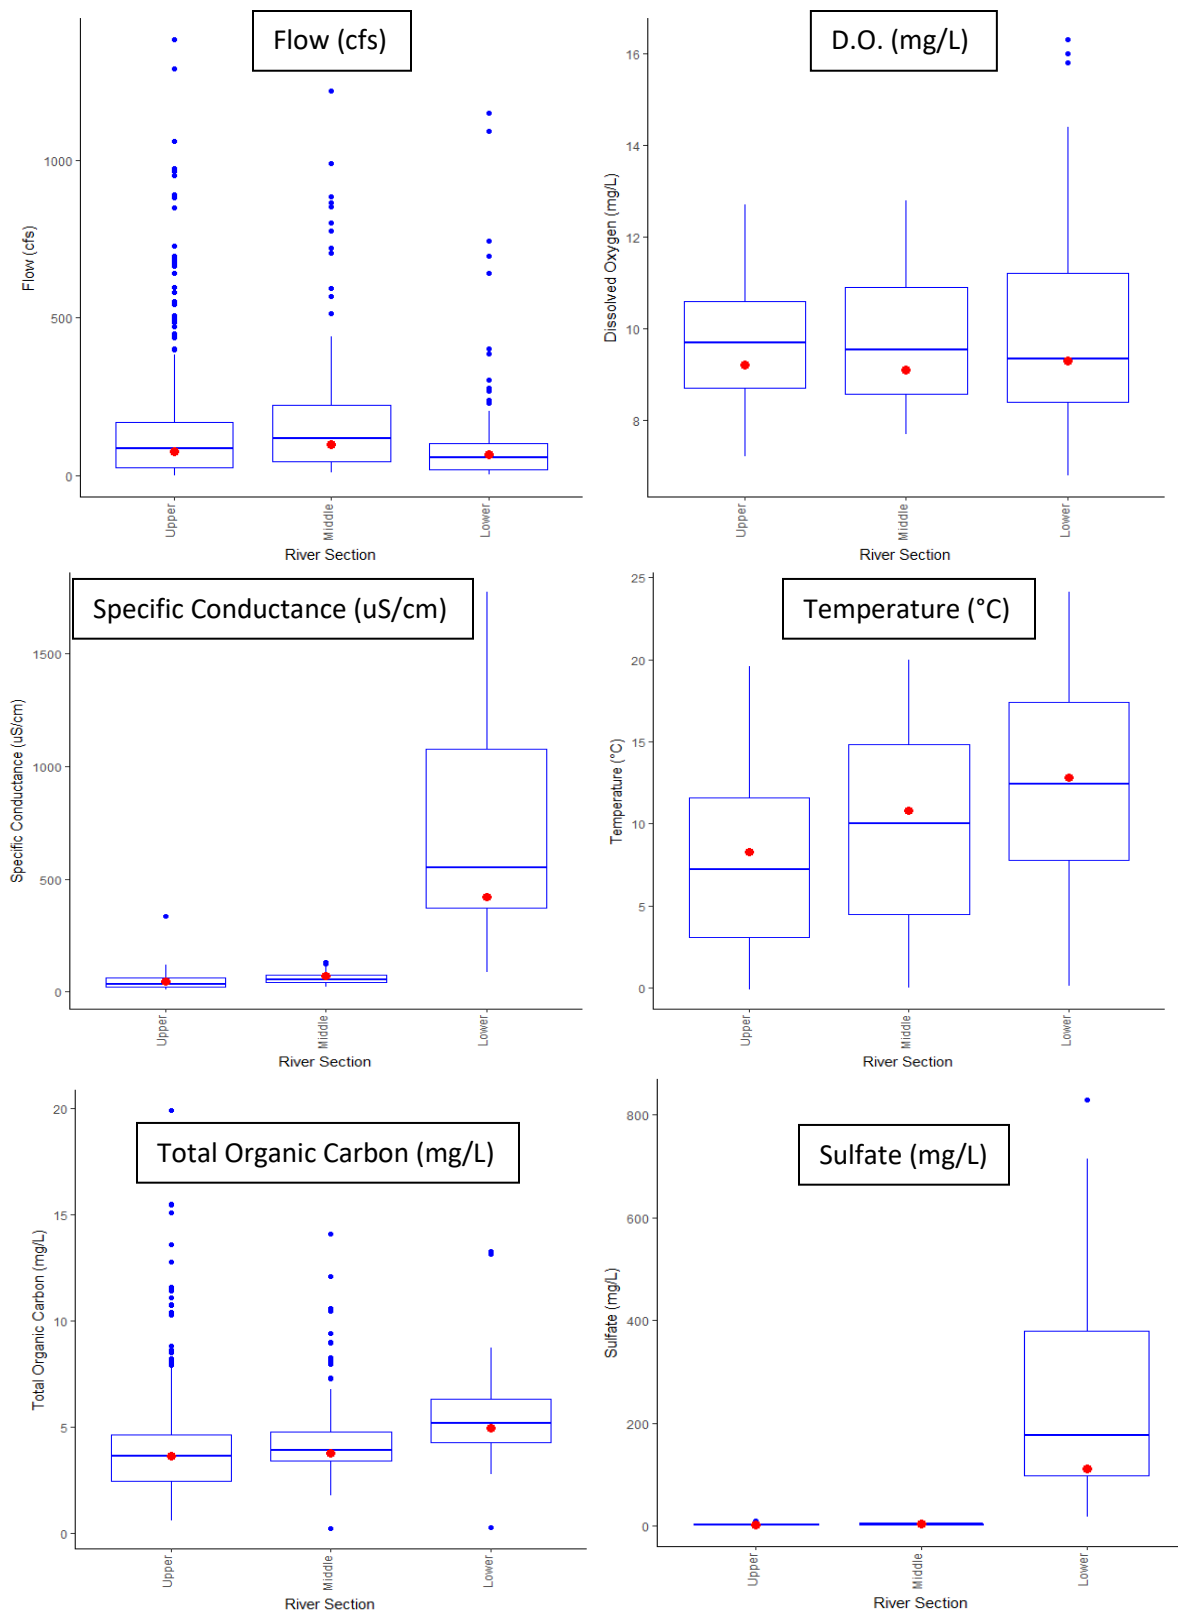 Flow (cfs)
1000
500
0
Flow (cfs)
Upper
Middle
Lower
River Section
D.O. (mg/L)
16
14
12
10
8
Dissolved Oxygen (mg/L)
Upper
Middle
Lower
River Section
Specific Conductance (uS/cm)
1500
1000
500
0
Specific Conductance (uS/cm)
Upper
Middle
Lower
River Section
Temperature (°C)
25
20
15
10
5
0
Temperature (°C)
Upper
Middle
Lower
River Section
Total Organic Carbon (mg/L)
20
15
10
5
0
Total Organic Carbon (mg/L)
Upper
Middle
Lower
River Section
Sulfate (mg/L)
800
600
400
200
0
Sulfate (mg/L)
Upper
Middle
Lower
River Section